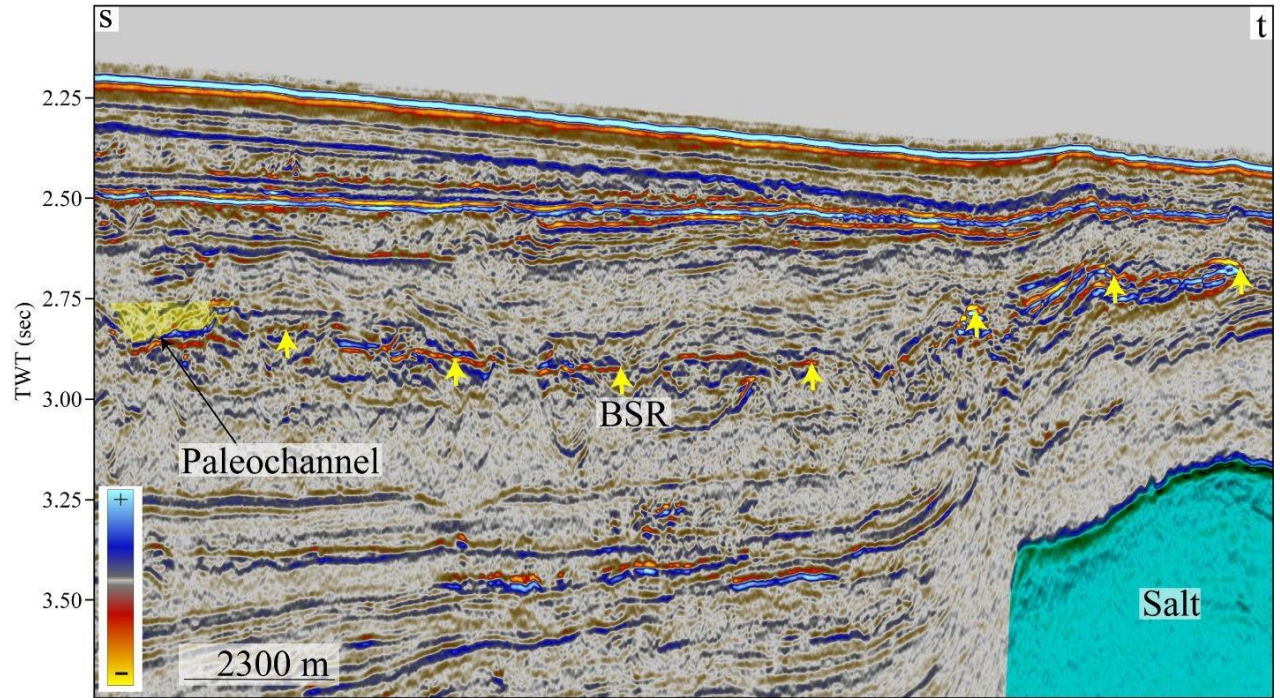 s
t
2.25
2.50
2.75
3.00
3.25
3.50
TWT (sec)
BSR
Paleochannel
+
−
2300 m
Salt